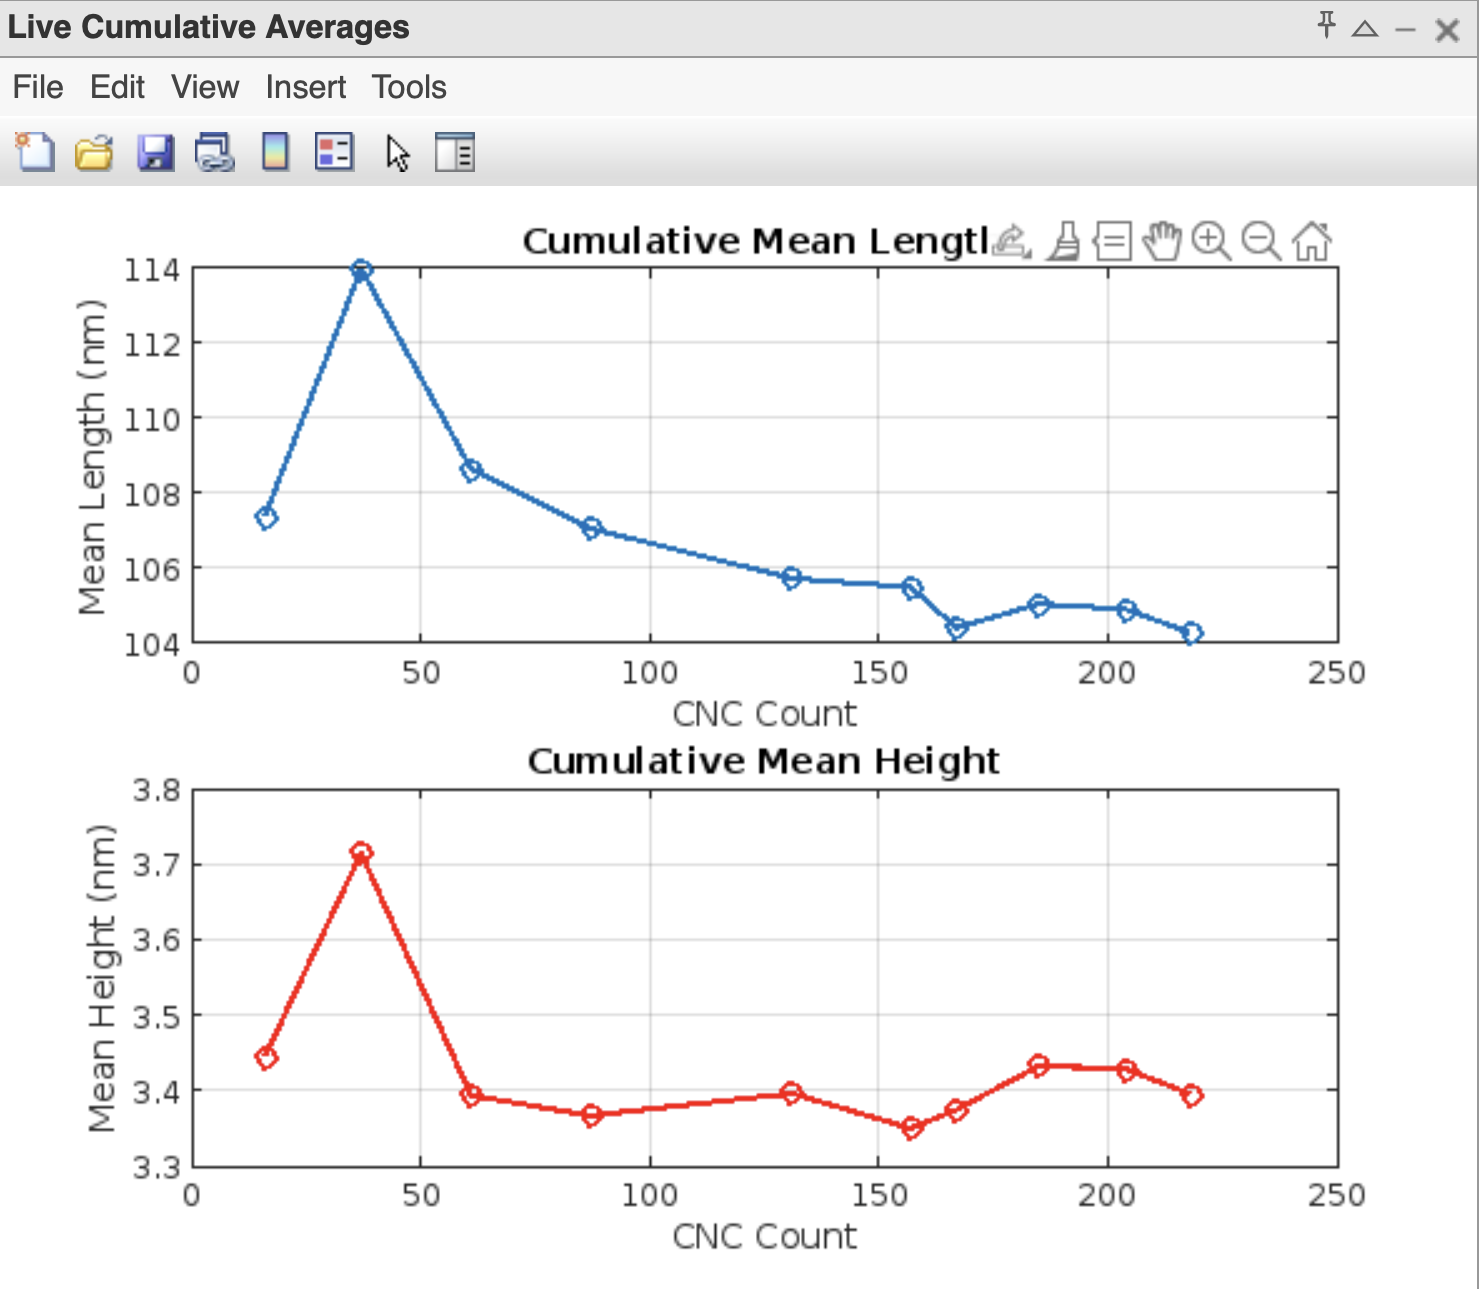 Live Cumulative Averages
File Edit View Insert Tools
Cumulative Mean Lengtl
114
112
110
108
106
104
Mean Length (nm)
0 50 100 150 200 250
CNC Count
Cumulative Mean Height
3.8
3.7
3.6
3.5
3.4
3.3
Mean Height (nm)
0 50 100 150 200 250
CNC Count